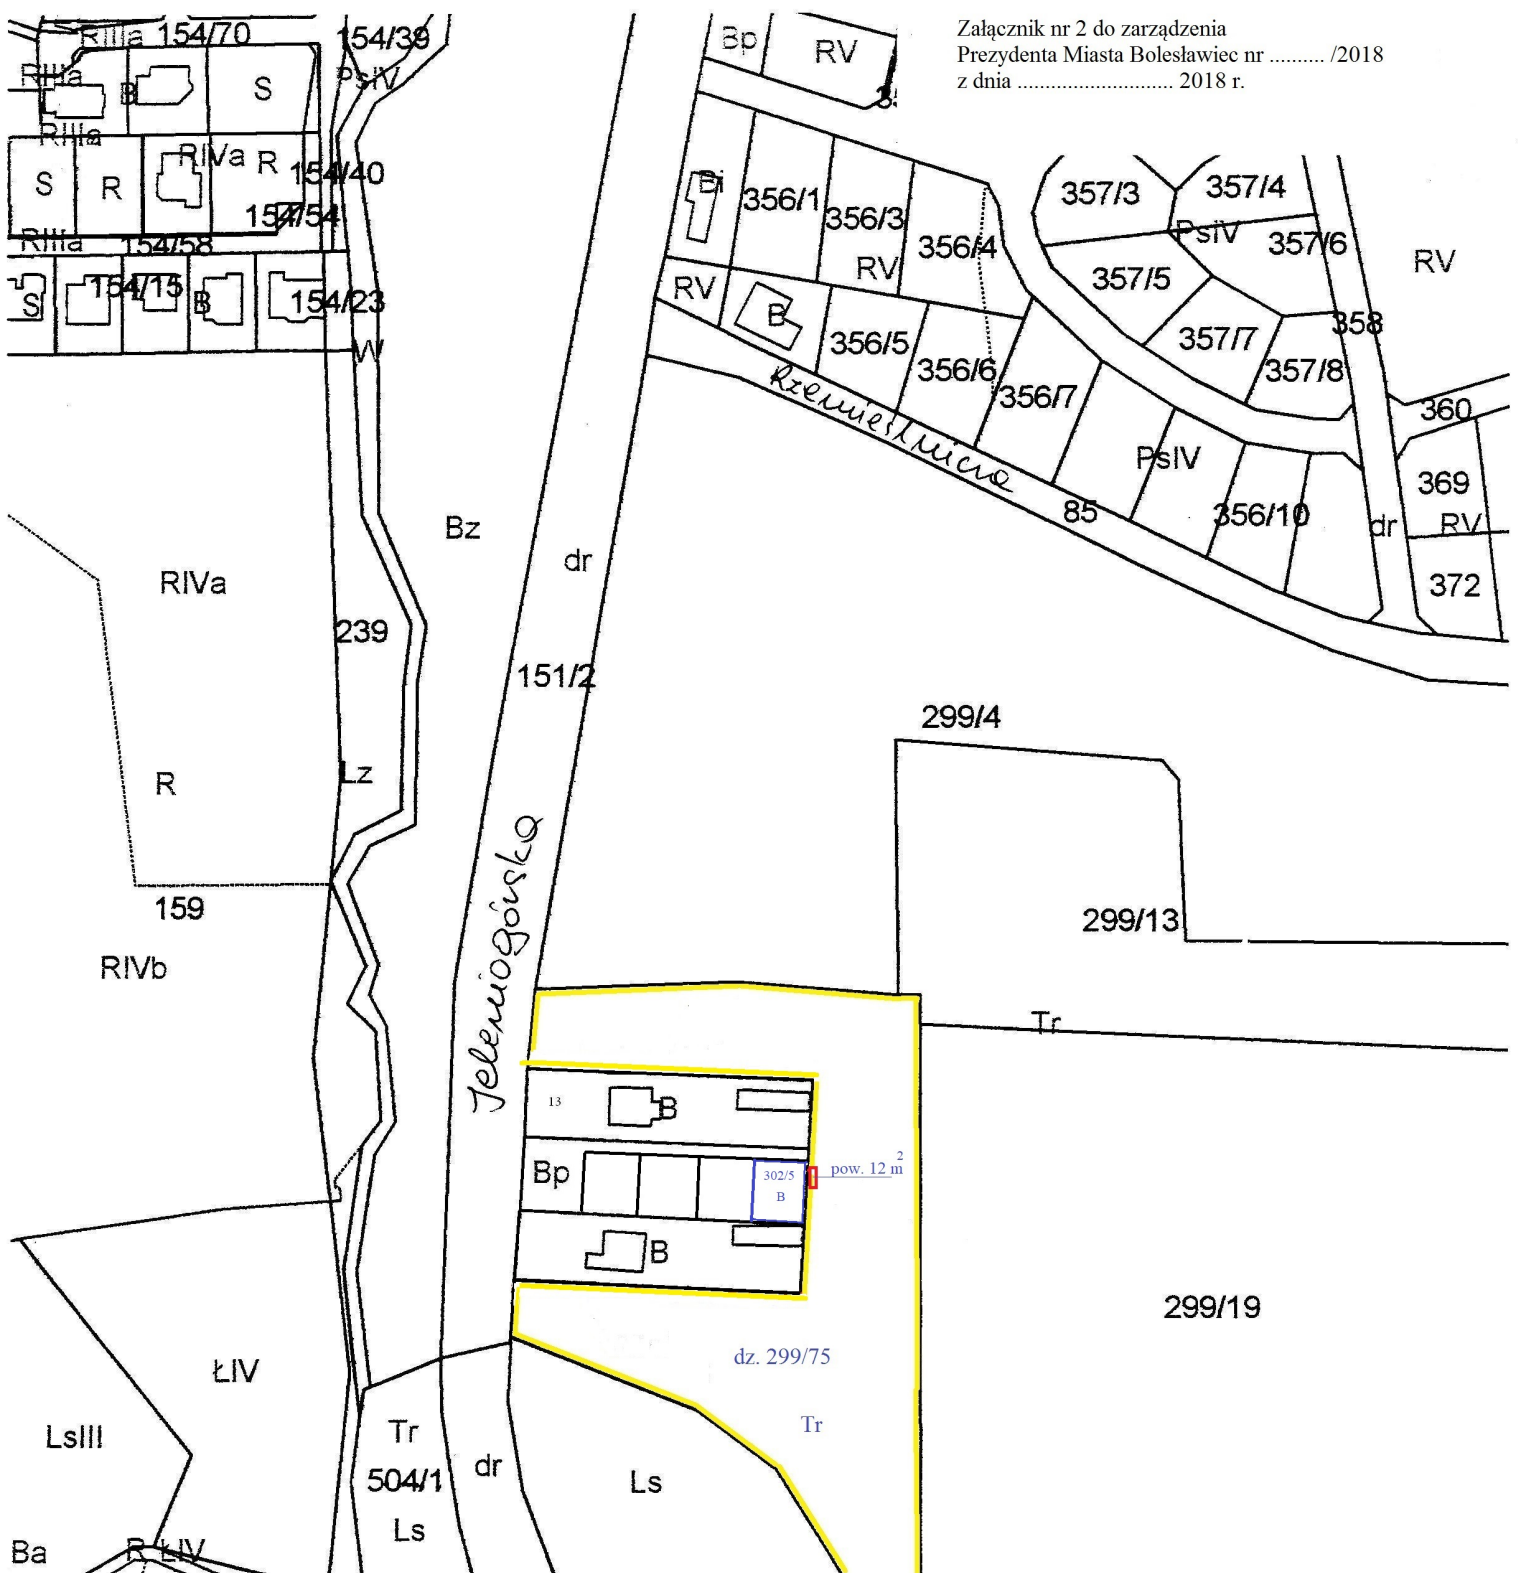 Załącznik nr 2 do zarządzenia
Prezydenta Miasta Bolesławiec nr .......... /2018
z dnia ............................ 2018 r.
RIIIa 154/70
154/39
Bp
RV
RIIIa
B
S
PsIV
RIIIa
RIVa
R
154/40
S
R
154/54
RIIIa
154/58
154/15
S
B
154/23
W
Bi
356/1
356/3
356/4
RV
RV
B
356/5
356/6
356/7
357/3
357/4
PsIV
357/6
357/5
RV
358
357/7
357/8
360
Rzemieślnicza
PsIV
369
85
356/10
dr
RV
372
Bz
dr
RIVa
239
151/2
299/4
R
Lz
Jeleniogórska
159
299/13
RIVb
Tr
13
B
Bp
302/5
B
pow. 12 m2
B
299/19
dz. 299/75
ŁIV
Tr
LsIII
Tr
dr
504/1
Ls
Ls
Ba
R
ŁIV